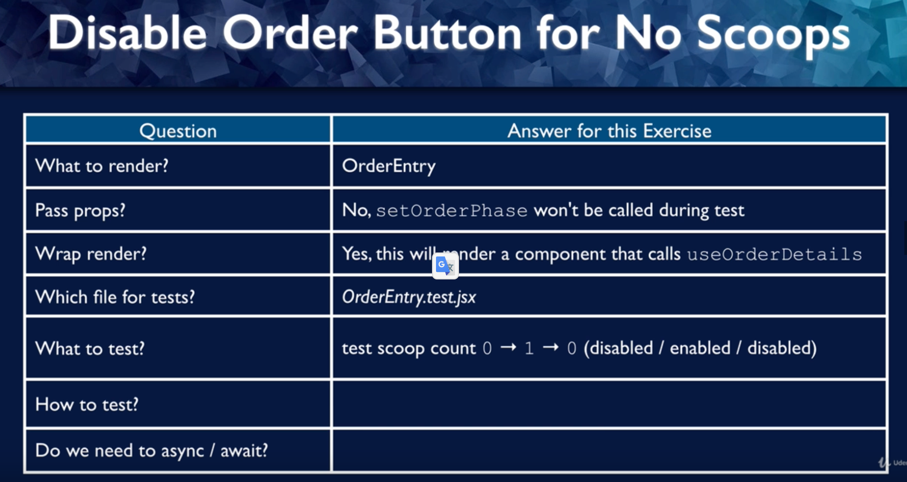 Disable Order Button for No Scoops
Question Answer for this Exercise
What to render? OrderEntry
Pass props? No, setOrderPhase won't be called during test
Wrap render? Yes, this will render a component that calls useOrderDetails
Which file for tests? OrderEntry.test.jsx
What to test? test scoop count 0 → 1 → 0 (disabled / enabled / disabled)
How to test?
Do we need to async / await?